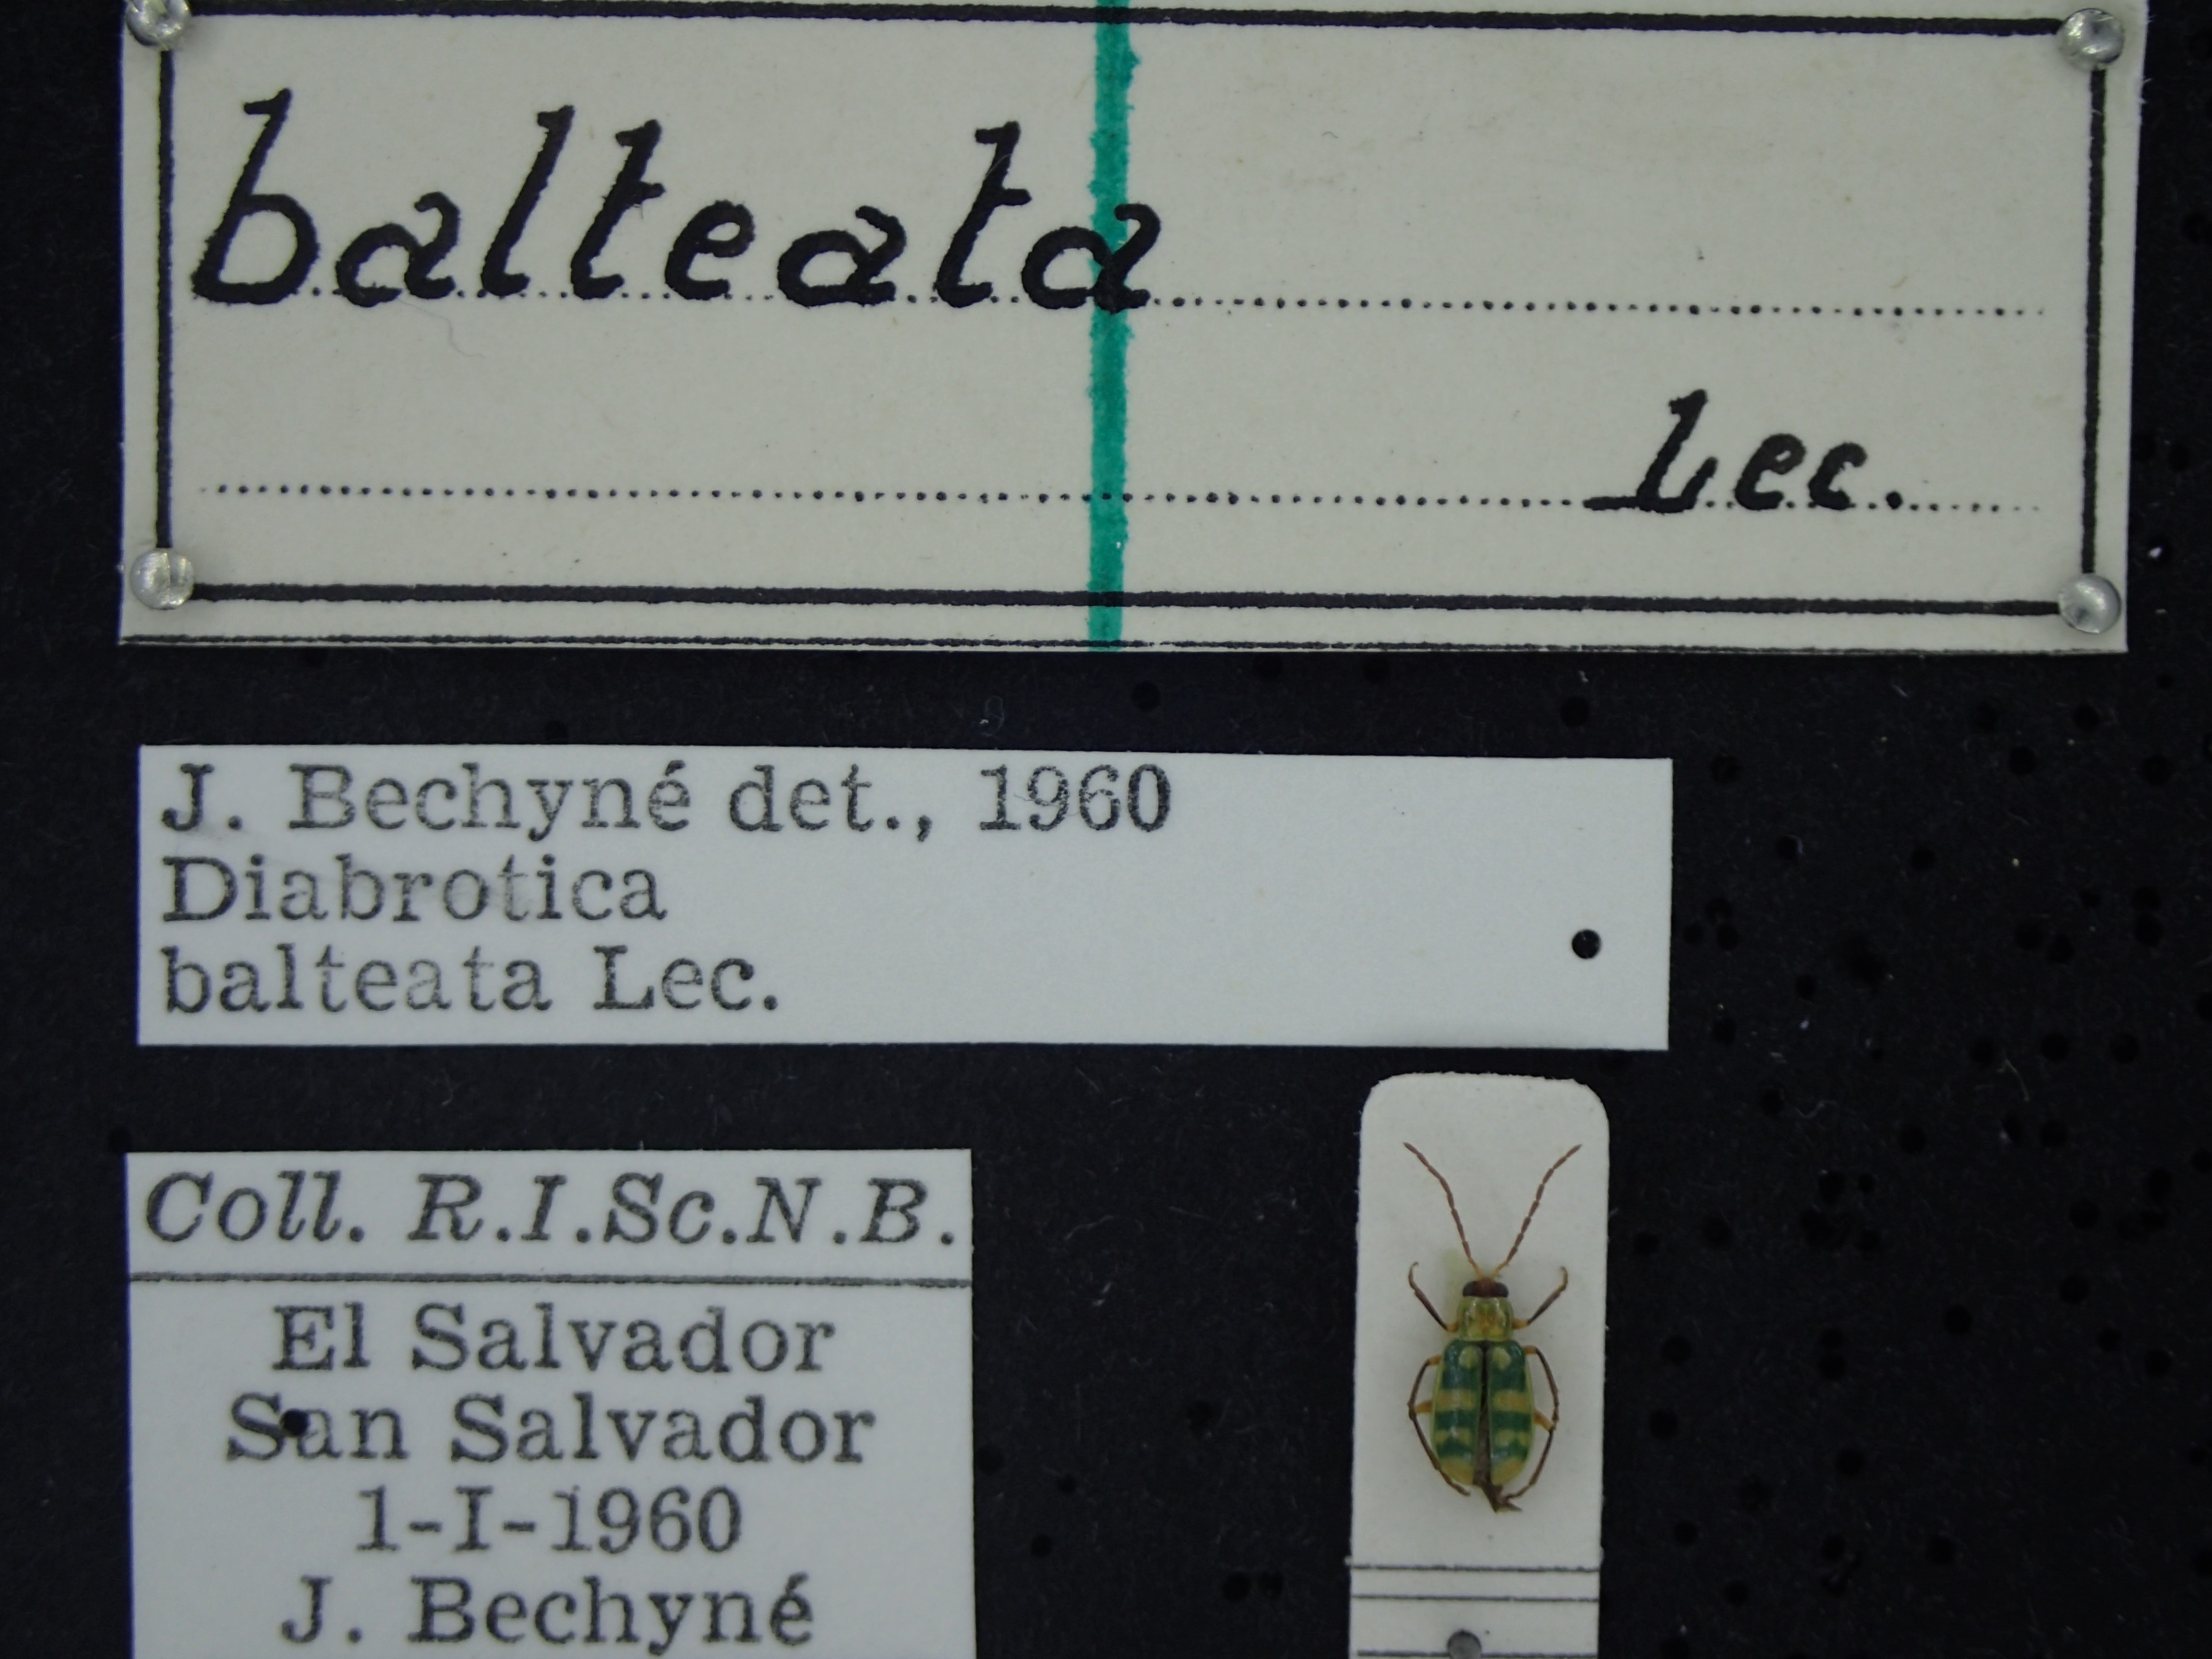 balteata
Lec.
J. Bechyné det., 1960
Diabrotica
balteata Lec.
Coll. R.I.Sc.N.B.
El Salvador
San Salvador
1-I-1960
J. Bechyné